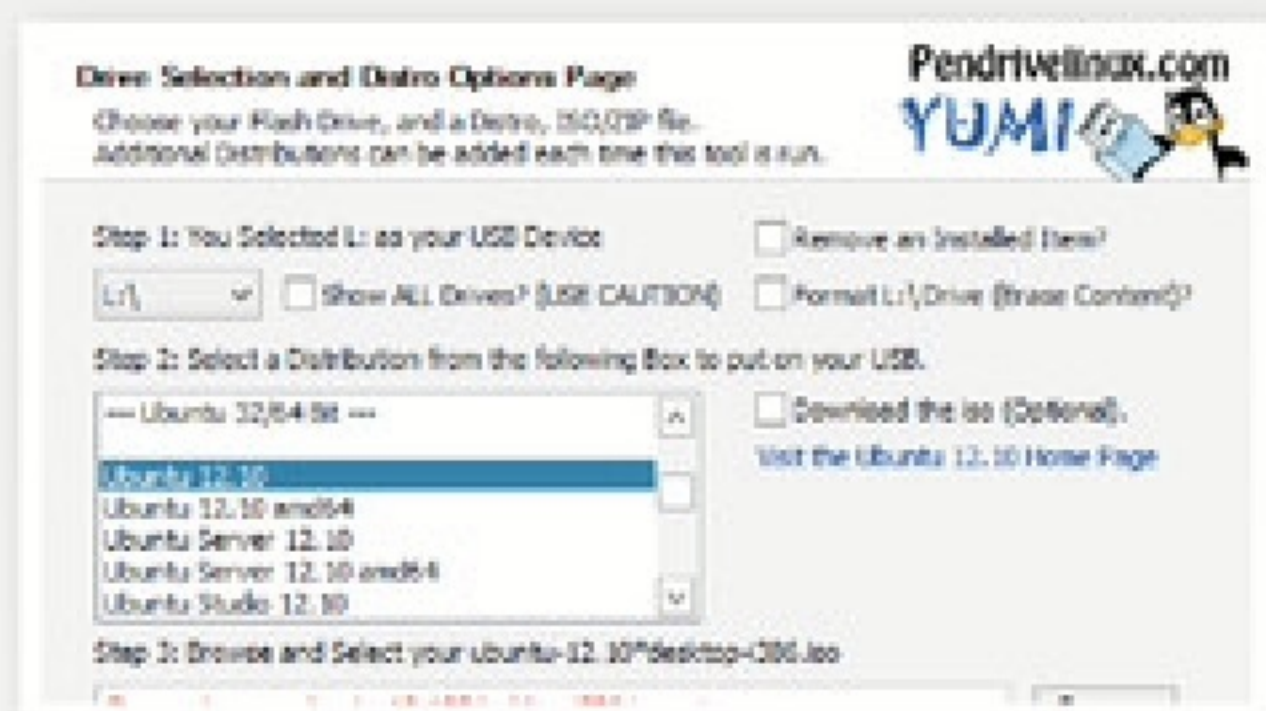 Pendrivelinux.com
YUMI
Drive Selection and Distro Options Page
Choose your Flash Drive, and a Distro, ISO/ZIP file.
Additional Distributions can be added each time this tool is run.
Step 1: You Selected L: as your USB Device
Remove an Installed Item?
L:\
Show ALL Drives? (USE CAUTION)
Format L:\Drive (Erase Content)?
Step 2: Select a Distribution from the following Box to put on your USB.
--- Ubuntu 32/64 Bit ---
Download the iso (Optional).
Visit the Ubuntu 12.10 Home Page
Ubuntu 12.10
Ubuntu 12.10 amd64
Ubuntu Server 12.10
Ubuntu Server 12.10 amd64
Ubuntu Studio 12.10
Step 3: Browse and Select your ubuntu-12.10*desktop-i386.iso